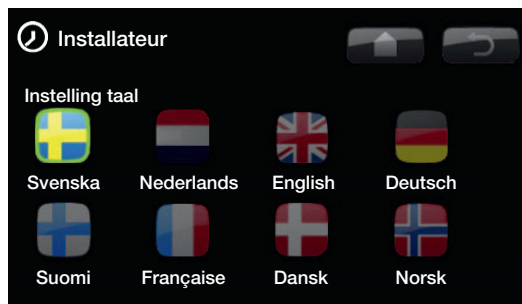 Installateur
Instelling taal
Svenska Nederlands English Deutsch
Suomi Française Dansk Norsk